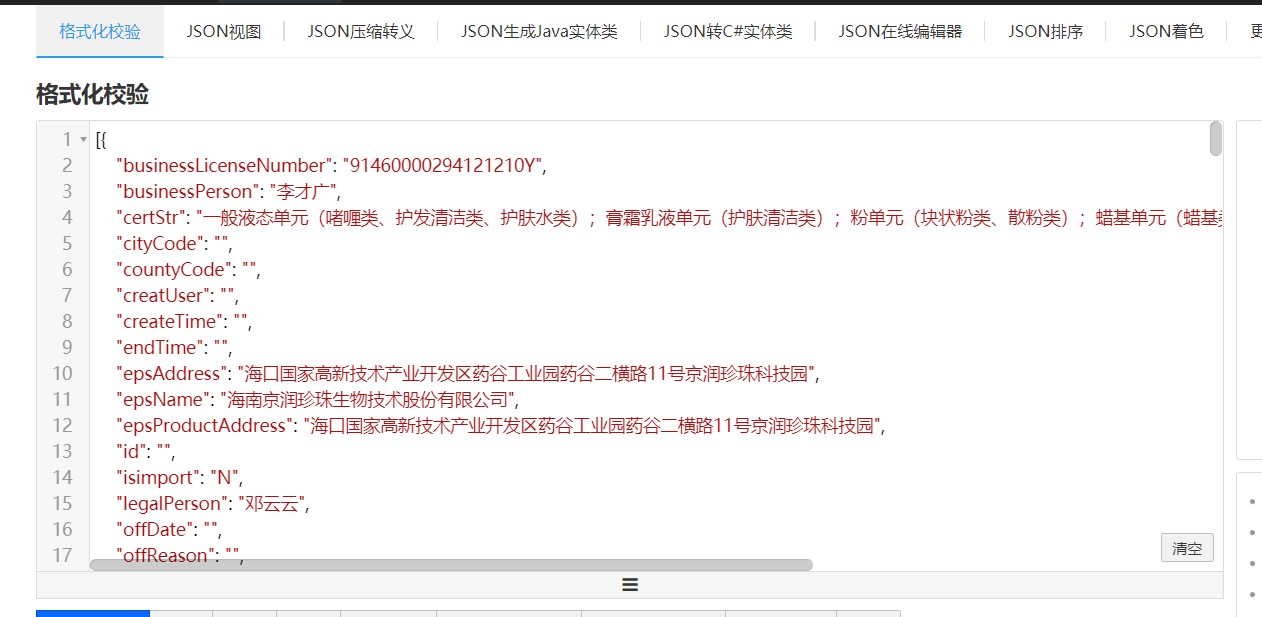 格式化校验 JSON视图 JSON压缩转义 JSON生成Java实体类 JSON转C#实体类 JSON在线编辑器 JSON排序 JSON着色 更
格式化校验
1 [{
2 "businessLicenseNumber": "91460000294121210Y",
3 "businessPerson": "李才广",
4 "certStr": "一般液态单元（啫喱类、护发清洁类、护肤水类）；膏霜乳液单元（护肤清洁类）；粉单元（块状粉类、散粉类）；蜡基单元（蜡基类
5 "cityCode": "",
6 "countyCode": "",
7 "creatUser": "",
8 "createTime": "",
9 "endTime": "",
10 "epsAddress": "海口国家高新技术产业开发区药谷工业园药谷二横路11号京润珍珠科技园",
11 "epsName": "海南京润珍珠生物技术股份有限公司",
12 "epsProductAddress": "海口国家高新技术产业开发区药谷工业园药谷二横路11号京润珍珠科技园",
13 "id": "",
14 "isimport": "N",
15 "legalPerson": "邓云云",
16 "offDate": "",
17 "offReason": "",
清空